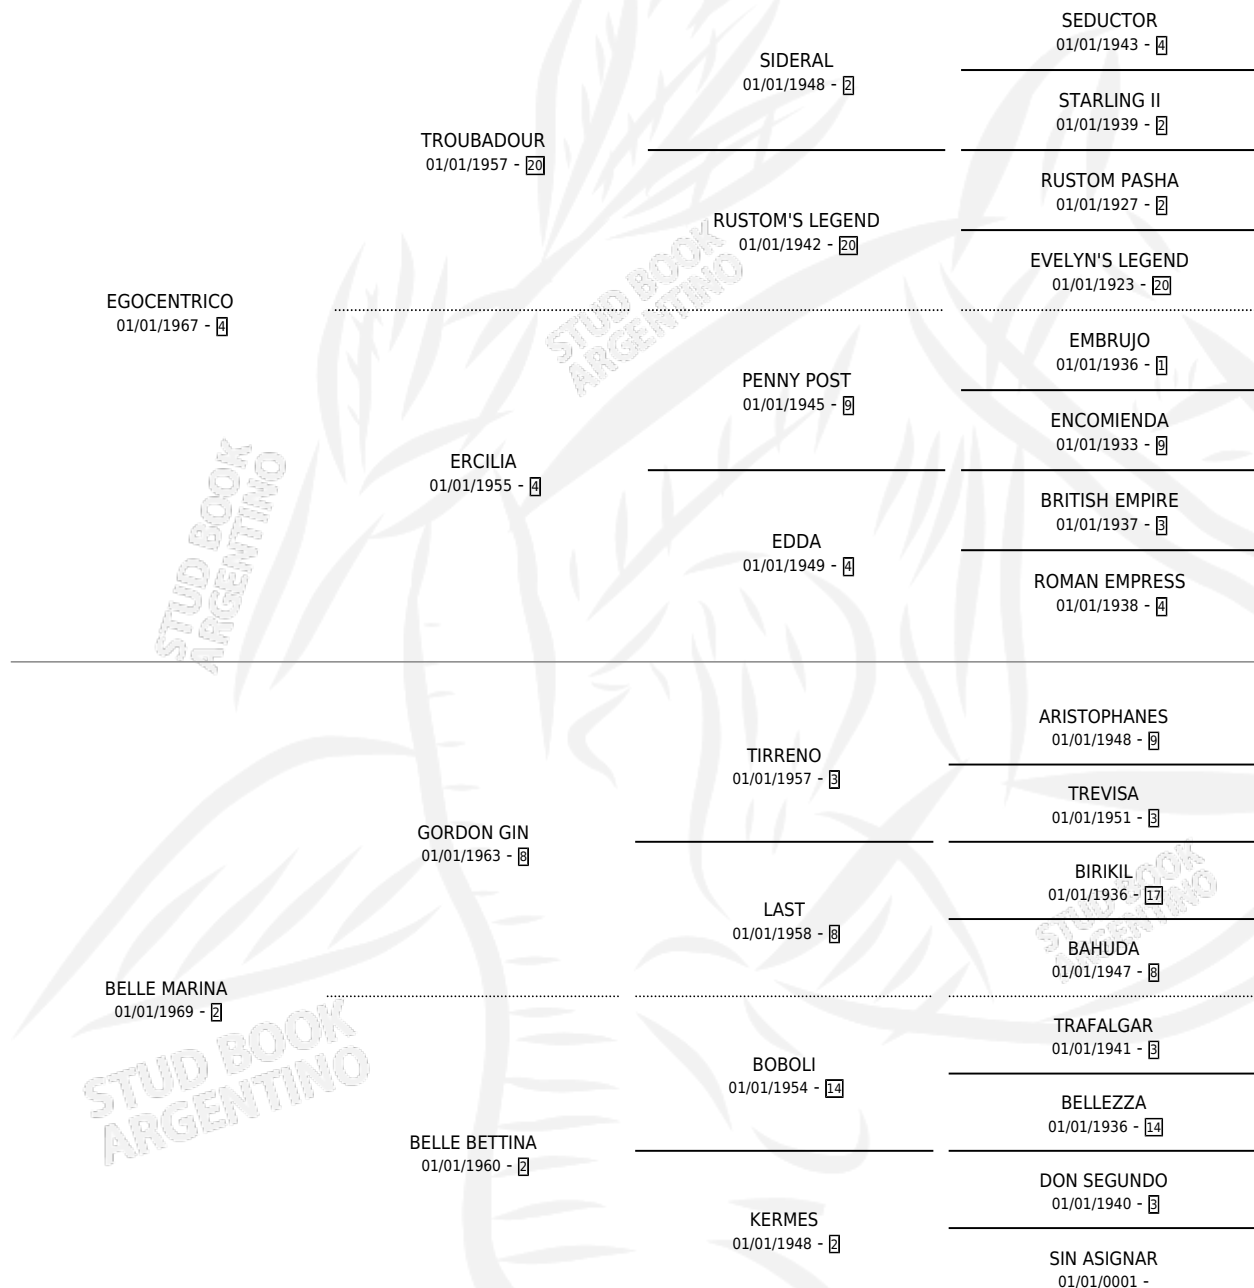 SEDUCTOR
01/01/1943 - 4
SIDERAL
01/01/1948 - 2
STARLING II
01/01/1939 - 2
TROUBADOUR
01/01/1957 - 20
RUSTOM PASHA
01/01/1927 - 2
RUSTOM'S LEGEND
01/01/1942 - 20
EVELYN'S LEGEND
01/01/1923 - 20
EGOCENTRICO
01/01/1967 - 4
EMBRUJO
01/01/1936 - 1
PENNY POST
01/01/1945 - 9
ENCOMIENDA
01/01/1933 - 9
ERCILIA
01/01/1955 - 4
BRITISH EMPIRE
01/01/1937 - 3
EDDA
01/01/1949 - 4
ROMAN EMPRESS
01/01/1938 - 4
ARISTOPHANES
01/01/1948 - 9
TIRRENO
01/01/1957 - 3
TREVISA
01/01/1951 - 3
GORDON GIN
01/01/1963 - 8
BIRIKIL
01/01/1936 - 17
LAST
01/01/1958 - 8
BAHUDA
01/01/1947 - 8
BELLE MARINA
01/01/1969 - 2
TRAFALGAR
01/01/1941 - 3
BOBOLI
01/01/1954 - 14
BELLEZZA
01/01/1936 - 14
BELLE BETTINA
01/01/1960 - 2
DON SEGUNDO
01/01/1940 - 3
KERMES
01/01/1948 - 2
SIN ASIGNAR
01/01/0001 -
STUD BOOK
ARGENTINO
STUD BOOK
ARGENTINO
STUD BOOK
ARGENTINO
STUD BOOK
ARGENTINO